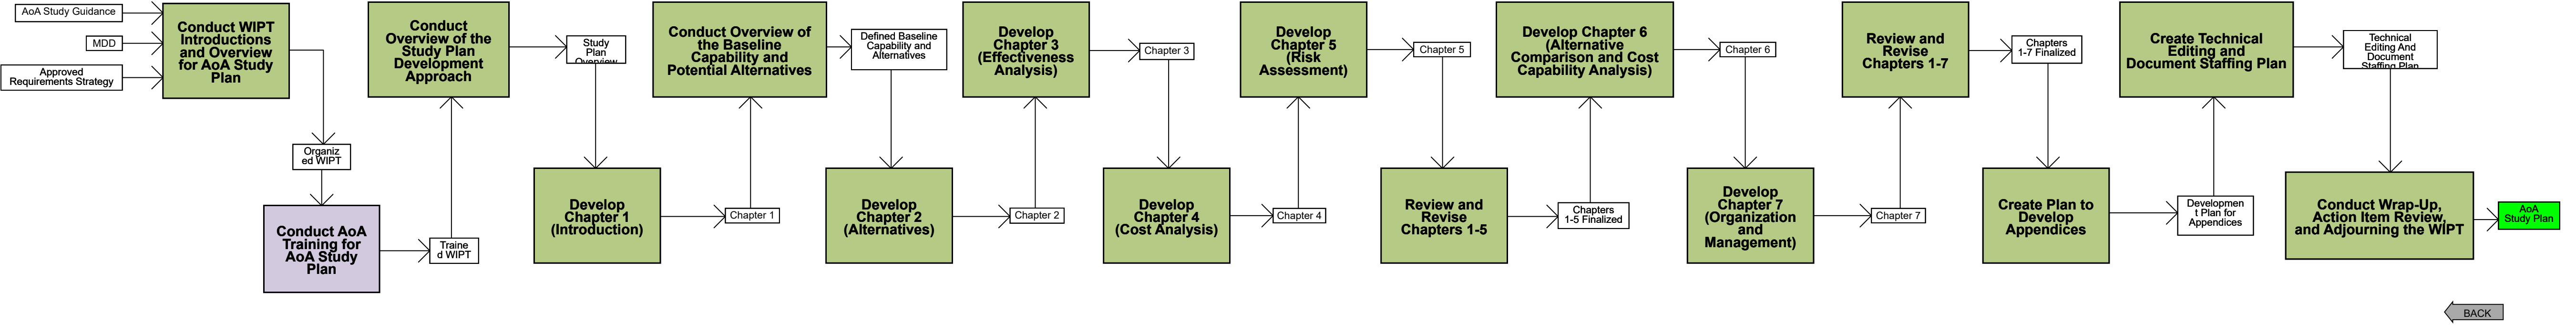 AoA Study Guidance
MDD
Approved
Requirements Strategy
Conduct WIPT
Introductions
and Overview
for AoA Study
Plan
Organiz
ed WIPT
Conduct AoA
Training for
AoA Study
Plan
Traine
d WIPT
Conduct
Overview of the
Study Plan
Development
Approach
Study
Plan
Overview
Develop
Chapter 1
(Introduction)
Chapter 1
Conduct Overview of
the Baseline
Capability and
Potential Alternatives
Defined Baseline
Capability and
Alternatives
Develop
Chapter 2
(Alternatives)
Chapter 2
Develop
Chapter 3
(Effectiveness
Analysis)
Chapter 3
Develop
Chapter 4
(Cost Analysis)
Chapter 4
Develop
Chapter 5
(Risk
Assessment)
Chapter 5
Review and
Revise
Chapters 1-5
Chapters
1-5 Finalized
Develop Chapter 6
(Alternative
Comparison and Cost
Capability Analysis)
Chapter 6
Develop
Chapter 7
(Organization
and
Management)
Chapter 7
Review and
Revise
Chapters 1-7
Chapters
1-7 Finalized
Create Plan to
Develop
Appendices
Developmen
t Plan for
Appendices
Create Technical
Editing and
Document Staffing Plan
Technical
Editing And
Document
Staffing Plan
Conduct Wrap-Up,
Action Item Review,
and Adjourning the WIPT
AoA
Study Plan
BACK